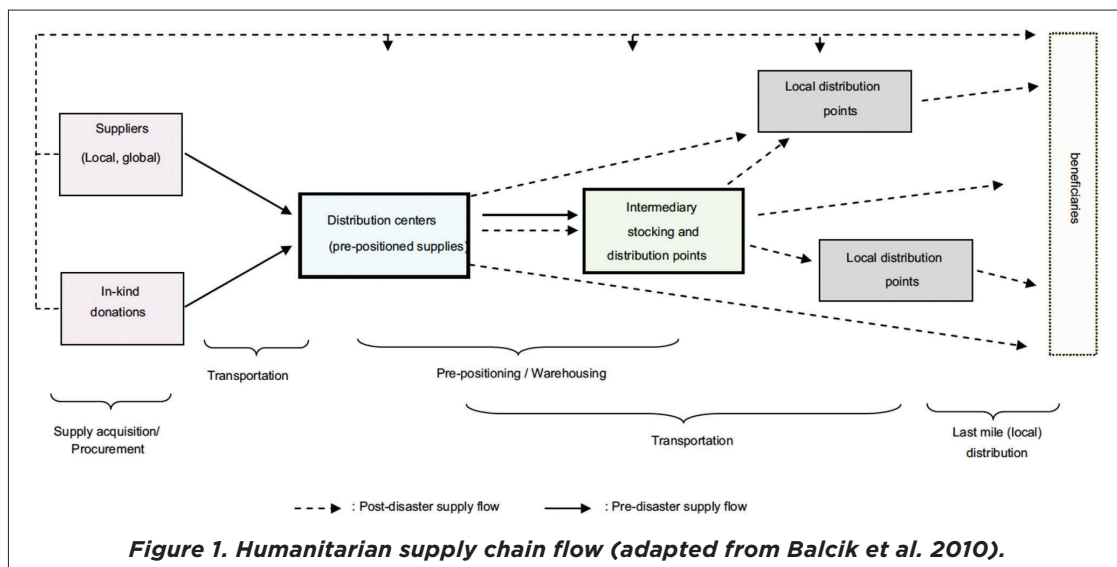 Suppliers
(Local, global)
In-kind
donations
Distribution centers
(pre-positioned supplies)
Intermediary
stocking and
distribution points
Local distribution
points
Local distribution
points
beneficiaries
Transportation
Pre-positioning / Warehousing
Supply acquisition/
Procurement
Transportation
Last mile (local)
distribution
: Post-disaster supply flow
: Pre-disaster supply flow
Figure 1. Humanitarian supply chain flow (adapted from Balcik et al. 2010).